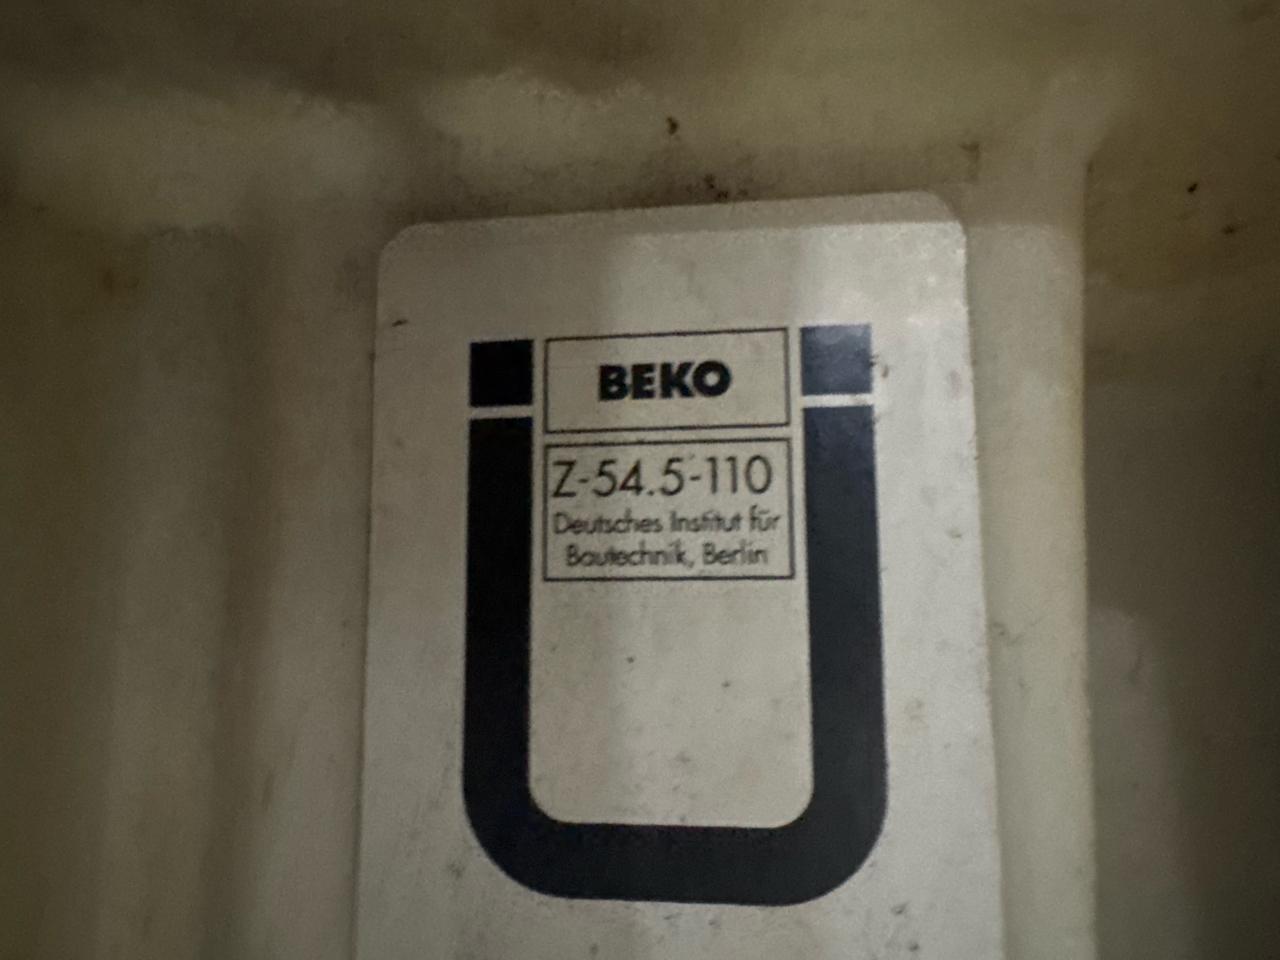 BEKO
Z-54.5-110
Deutsches Institut für
Bautechnik, Berlin